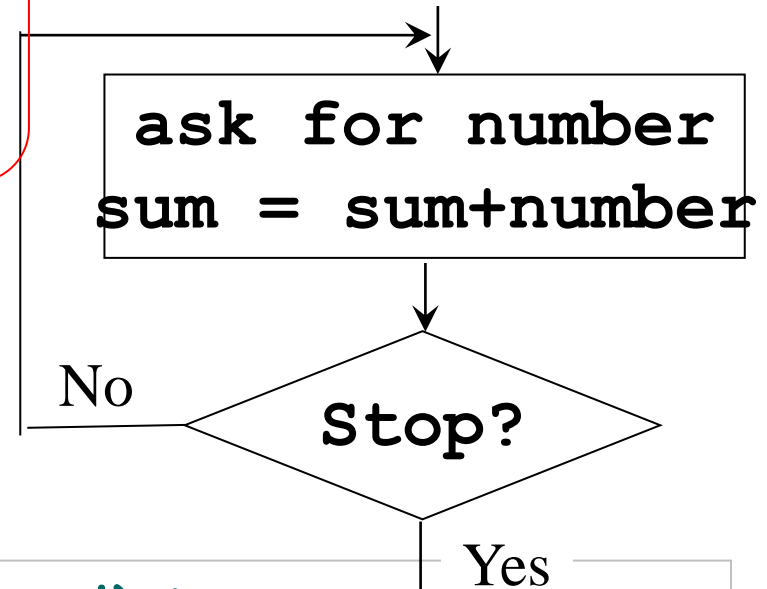 ask for number
sum = sum+number
No
Stop?
Yes